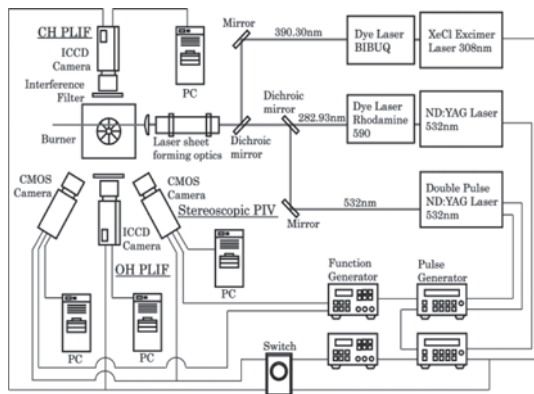 CH PLIF
ICCD
Camera
Interference
Filter
PC
Burner
Laser sheet
forming optics
Mirror
390.30nm
Dye Laser
BIBUQ
XeCl Excimer
Laser 308nm
Dichroic
mirror
Dichroic
mirror
282.93nm
Dye Laser
Rhodamine
590
ND:YAG Laser
532nm
CMOS
Camera
CMOS
Camera
Stereoscopic PIV
ICCD
Camera
OH PLIF
Mirror
532nm
Double Pulse
ND:YAG Laser
532nm
PC
Function
Generator
Pulse
Generator
PC
PC
Switch